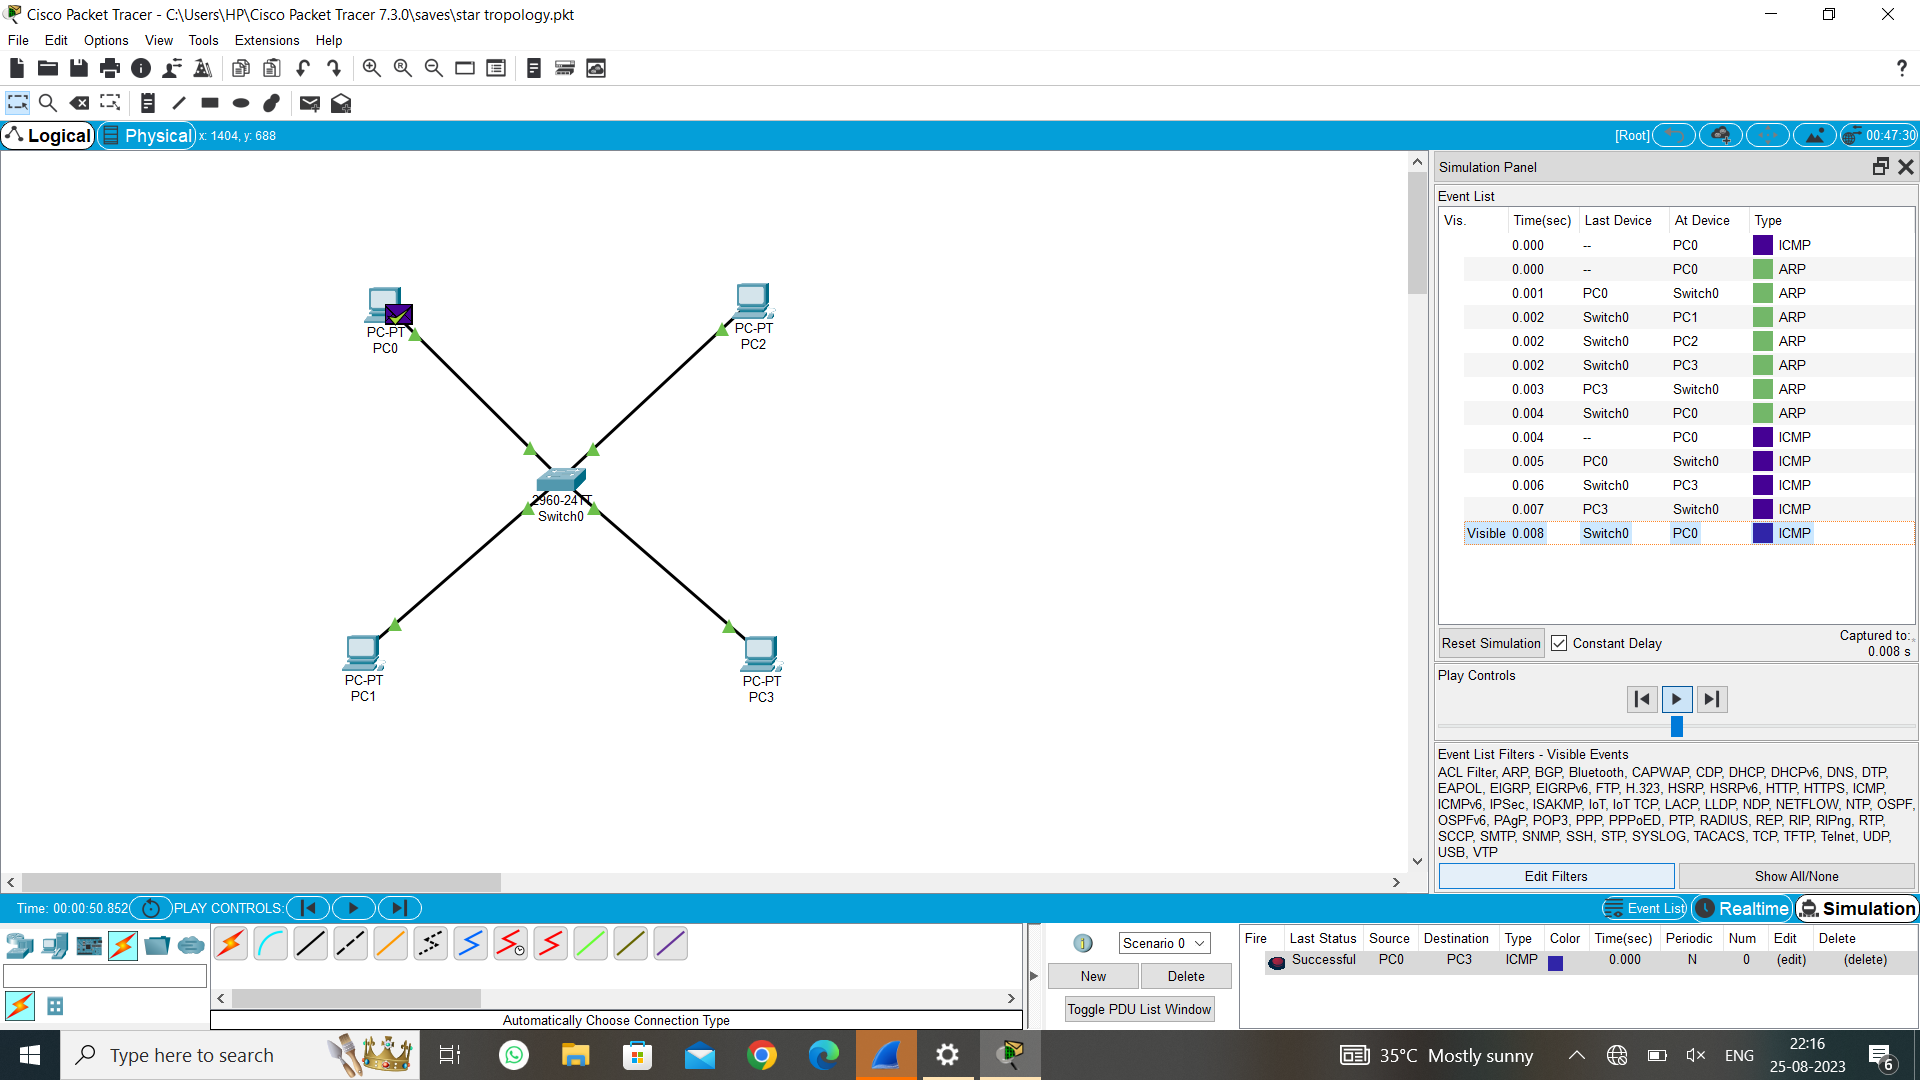 Cisco Packet Tracer - C:\Users\HP\Cisco Packet Tracer 7.3.0\saves\star tropology.pkt
File Edit Options View Tools Extensions Help
?
Logical Physical x: 1404, y: 688 [Root] 00:47:30
Simulation Panel
Event List
Vis. Time(sec) Last Device At Device Type
0.000 -- PC0 ICMP
0.000 -- PC0 ARP
0.001 PC0 Switch0 ARP
0.002 Switch0 PC1 ARP
0.002 Switch0 PC2 ARP
0.002 Switch0 PC3 ARP
0.003 PC3 Switch0 ARP
0.004 Switch0 PC0 ARP
0.004 -- PC0 ICMP
0.005 PC0 Switch0 ICMP
0.006 Switch0 PC3 ICMP
0.007 PC3 Switch0 ICMP
Visible 0.008 Switch0 PC0 ICMP
PC-PT
PC0
PC-PT
PC2
2960-24TT
Switch0
PC-PT
PC1
PC-PT
PC3
Reset Simulation Constant Delay Captured to:
0.008 s
Play Controls
Event List Filters - Visible Events
ACL Filter, ARP, BGP, Bluetooth, CAPWAP, CDP, DHCP, DHCPv6, DNS, DTP,
EAPOL, EIGRP, EIGRPv6, FTP, H.323, HSRP, HSRPv6, HTTP, HTTPS, ICMP,
ICMPv6, IPSec, ISAKMP, IoT, IoT TCP, LACP, LLDP, NDP, NETFLOW, NTP, OSPF,
OSPFv6, PAgP, POP3, PPP, PPPoED, PTP, RADIUS, REP, RIP, RIPng, RTP,
SCCP, SMTP, SNMP, SSH, STP, SYSLOG, TACACS, TCP, TFTP, Telnet, UDP,
USB, VTP
Edit Filters Show All/None
Time: 00:00:50.852 PLAY CONTROLS: Event List Realtime Simulation
Scenario 0
New Delete
Toggle PDU List Window
Fire Last Status Source Destination Type Color Time(sec) Periodic Num Edit Delete
Successful PC0 PC3 ICMP 0.000 N 0 (edit) (delete)
Automatically Choose Connection Type
Type here to search
35°C Mostly sunny ENG
22:16
25-08-2023
6